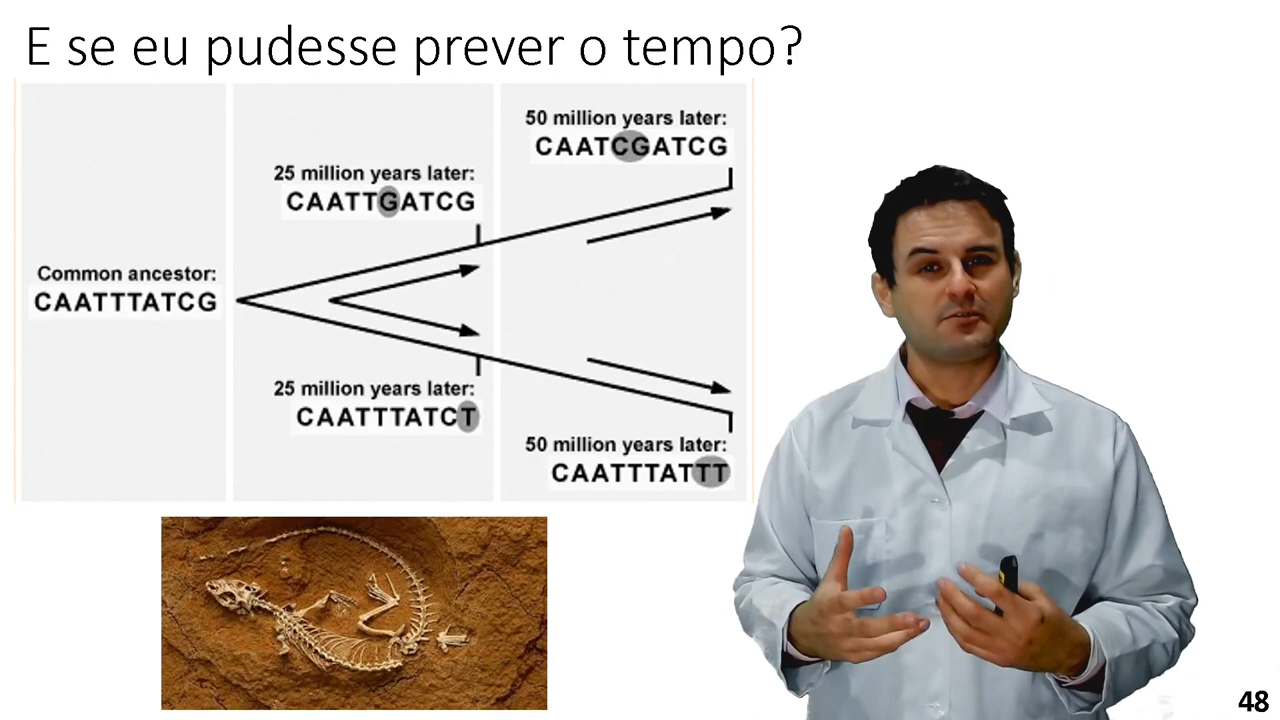 E se eu pudesse prever o tempo?
50 million years later:
CAATCGATCG
25 million years later:
CAATTGATCG
Common ancestor:
CAATTTATCG
25 million years later:
CAATTTATCT
50 million years later:
CAATTTATTT
48